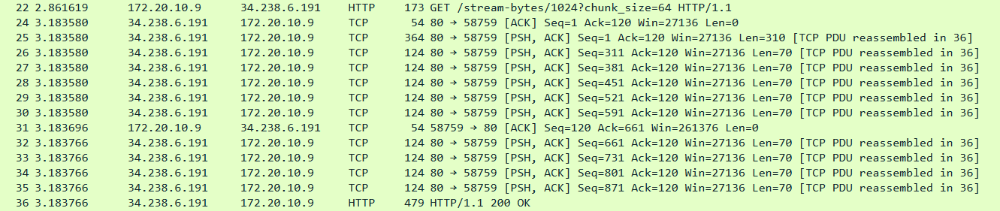 22 2.861619 172.20.10.9 34.238.6.191 HTTP 173 GET /stream-bytes/1024?chunk_size=64 HTTP/1.1
24 3.183580 34.238.6.191 172.20.10.9 TCP 54 80 → 58759 [ACK] Seq=1 Ack=120 Win=27136 Len=0
25 3.183580 34.238.6.191 172.20.10.9 TCP 364 80 → 58759 [PSH, ACK] Seq=1 Ack=120 Win=27136 Len=310 [TCP PDU reassembled in 36]
26 3.183580 34.238.6.191 172.20.10.9 TCP 124 80 → 58759 [PSH, ACK] Seq=311 Ack=120 Win=27136 Len=70 [TCP PDU reassembled in 36]
27 3.183580 34.238.6.191 172.20.10.9 TCP 124 80 → 58759 [PSH, ACK] Seq=381 Ack=120 Win=27136 Len=70 [TCP PDU reassembled in 36]
28 3.183580 34.238.6.191 172.20.10.9 TCP 124 80 → 58759 [PSH, ACK] Seq=451 Ack=120 Win=27136 Len=70 [TCP PDU reassembled in 36]
29 3.183580 34.238.6.191 172.20.10.9 TCP 124 80 → 58759 [PSH, ACK] Seq=521 Ack=120 Win=27136 Len=70 [TCP PDU reassembled in 36]
30 3.183580 34.238.6.191 172.20.10.9 TCP 124 80 → 58759 [PSH, ACK] Seq=591 Ack=120 Win=27136 Len=70 [TCP PDU reassembled in 36]
31 3.183696 172.20.10.9 34.238.6.191 TCP 54 58759 → 80 [ACK] Seq=120 Ack=661 Win=261376 Len=0
32 3.183766 34.238.6.191 172.20.10.9 TCP 124 80 → 58759 [PSH, ACK] Seq=661 Ack=120 Win=27136 Len=70 [TCP PDU reassembled in 36]
33 3.183766 34.238.6.191 172.20.10.9 TCP 124 80 → 58759 [PSH, ACK] Seq=731 Ack=120 Win=27136 Len=70 [TCP PDU reassembled in 36]
34 3.183766 34.238.6.191 172.20.10.9 TCP 124 80 → 58759 [PSH, ACK] Seq=801 Ack=120 Win=27136 Len=70 [TCP PDU reassembled in 36]
35 3.183766 34.238.6.191 172.20.10.9 TCP 124 80 → 58759 [PSH, ACK] Seq=871 Ack=120 Win=27136 Len=70 [TCP PDU reassembled in 36]
36 3.183766 34.238.6.191 172.20.10.9 HTTP 479 HTTP/1.1 200 OK